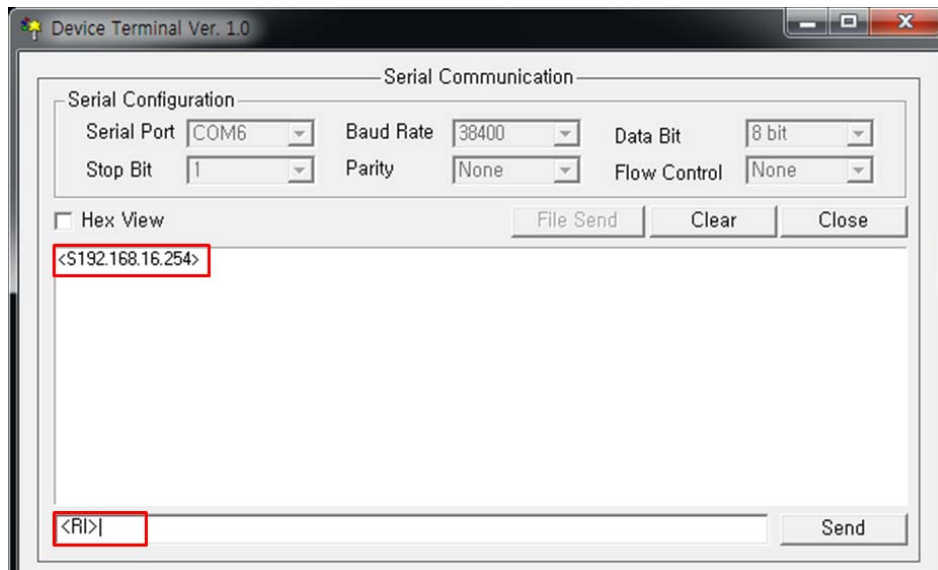 Device Terminal Ver. 1.0
Serial Communication
Serial Configuration
Serial Port COM6 Baud Rate 38400 Data Bit 8 bit
Stop Bit 1 Parity None Flow Control None
Hex View File Send Clear Close
<S192.168.16.254>
<RI> Send